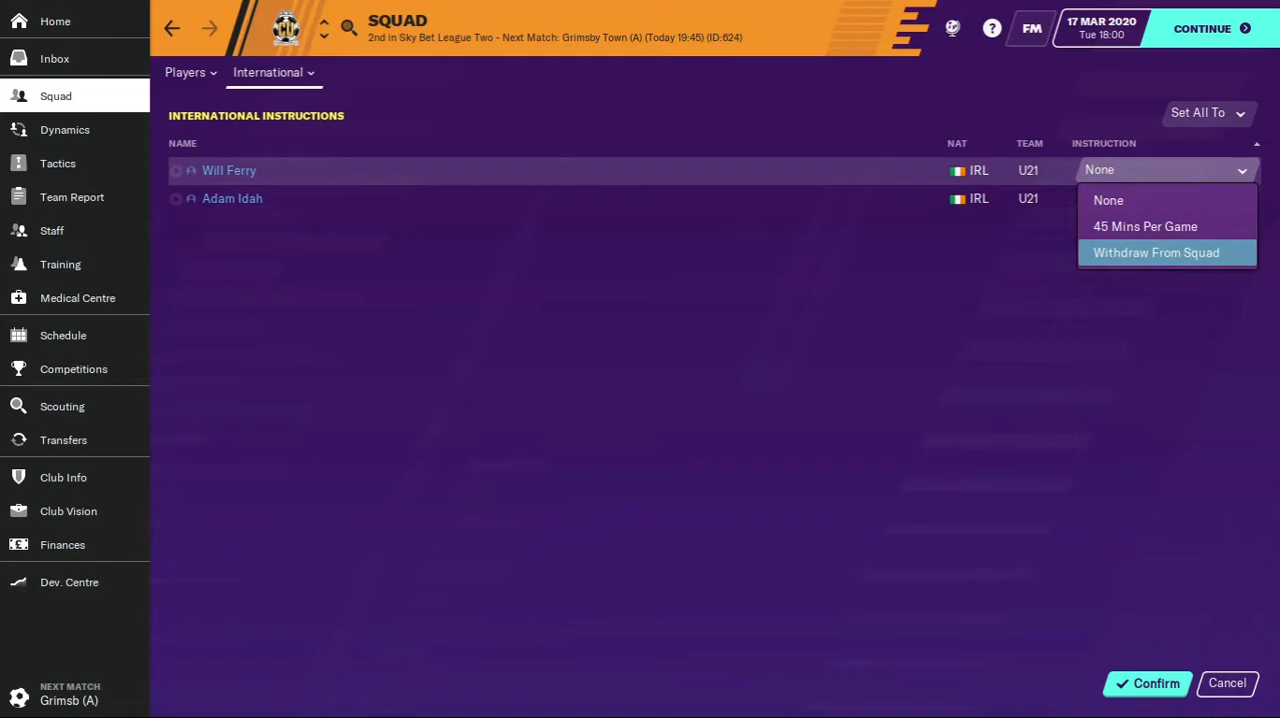 Home
Inbox
Squad
Dynamics
Tactics
Team Report
Staff
Training
Medical Centre
Schedule
Competitions
Scouting
Transfers
Club Info
Club Vision
Finances
Dev. Centre
NEXT MATCH
Grimsb (A)
CU
SQUAD
2nd in Sky Bet League Two - Next Match: Grimsby Town (A) (Today 19:45) (ID:624)
?
FM
17 MAR 2020
Tue 18:00
CONTINUE
Players
International
INTERNATIONAL INSTRUCTIONS
Set All To
NAME NAT TEAM INSTRUCTION
Will Ferry IRL U21 None
Adam Idah IRL U21
None
45 Mins Per Game
Withdraw From Squad
Confirm
Cancel